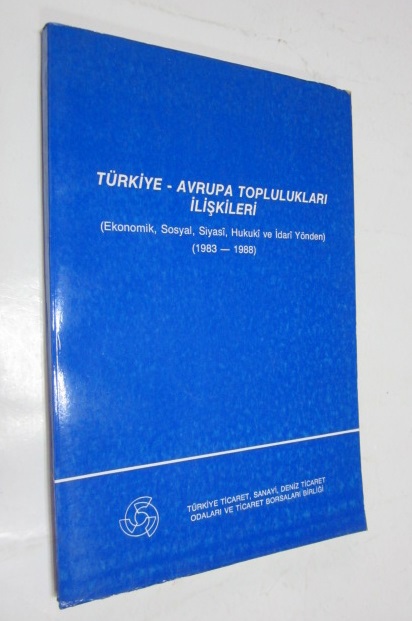 TÜRKİYE - AVRUPA TOPLULUKLARI
İLİŞKİLERİ
(Ekonomik, Sosyal, Siyasî, Hukukî ve İdarî Yönden)
(1983 — 1988)
TÜRKİYE TİCARET, SANAYİ, DENİZ TİCARET
ODALARI VE TİCARET BORSALARI BİRLİĞİ